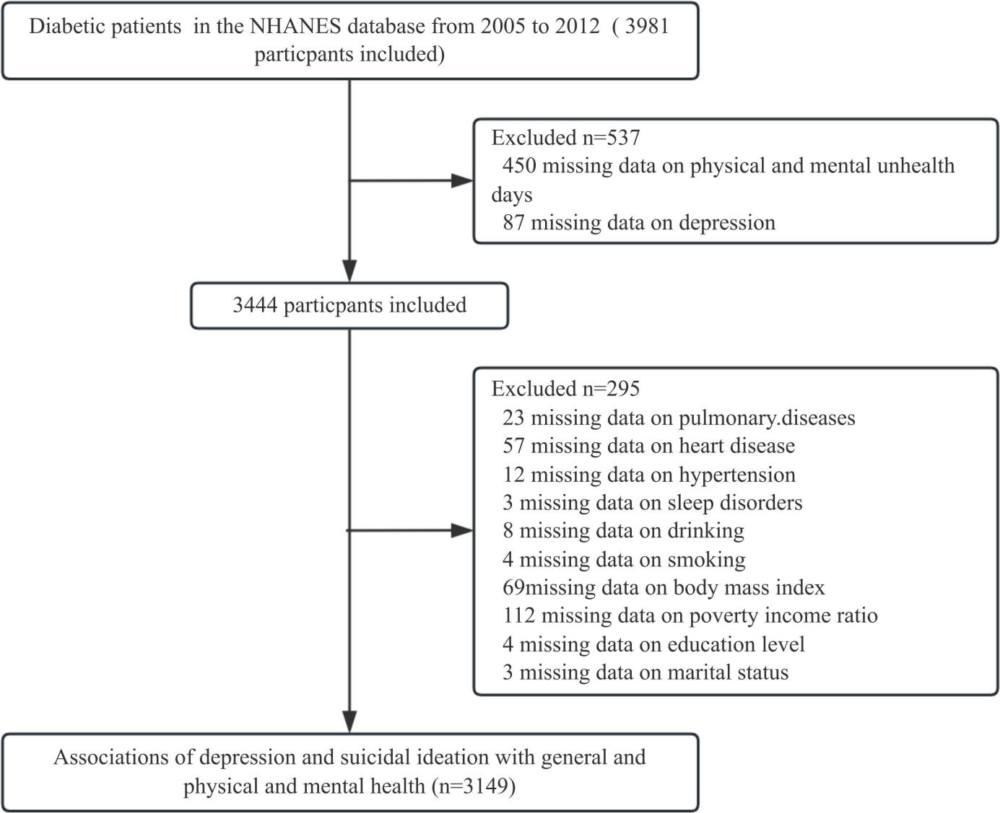 Diabetic patients in the NHANES database from 2005 to 2012 ( 3981
particpants included)
Excluded n=537
450 missing data on physical and mental unhealth
days
87 missing data on depression
3444 particpants included
Excluded n=295
23 missing data on pulmonary.diseases
57 missing data on heart disease
12 missing data on hypertension
3 missing data on sleep disorders
8 missing data on drinking
4 missing data on smoking
69missing data on body mass index
112 missing data on poverty income ratio
4 missing data on education level
3 missing data on marital status
Associations of depression and suicidal ideation with general and
physical and mental health (n=3149)